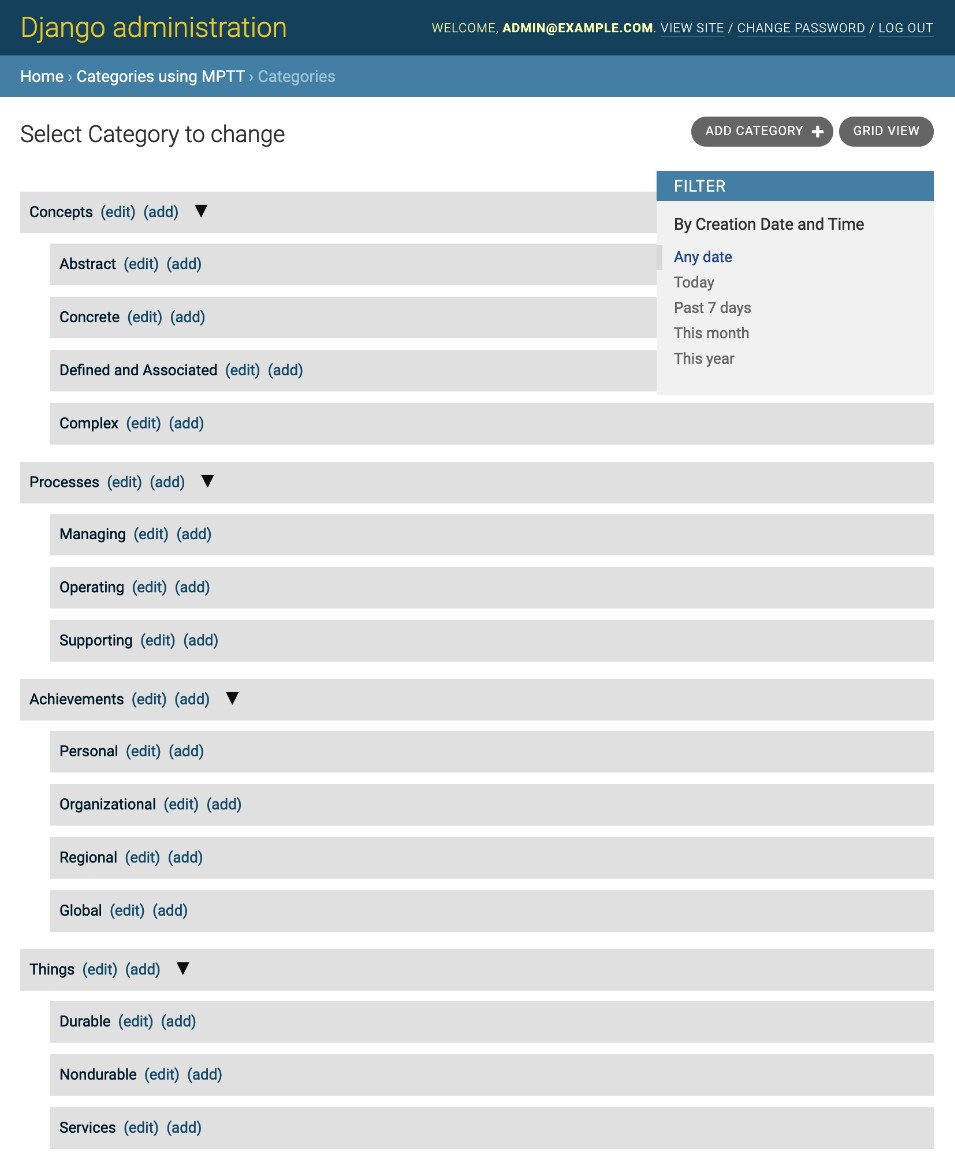 Django administration
WELCOME, ADMIN@EXAMPLE.COM. VIEW SITE / CHANGE PASSWORD / LOG OUT
Home › Categories using MPTT › Categories
Select Category to change
ADD CATEGORY +
GRID VIEW
Concepts (edit) (add) ▼
Abstract (edit) (add)
Concrete (edit) (add)
Defined and Associated (edit) (add)
Complex (edit) (add)
Processes (edit) (add) ▼
Managing (edit) (add)
Operating (edit) (add)
Supporting (edit) (add)
Achievements (edit) (add) ▼
Personal (edit) (add)
Organizational (edit) (add)
Regional (edit) (add)
Global (edit) (add)
Things (edit) (add) ▼
Durable (edit) (add)
Nondurable (edit) (add)
Services (edit) (add)
FILTER
By Creation Date and Time
Any date
Today
Past 7 days
This month
This year